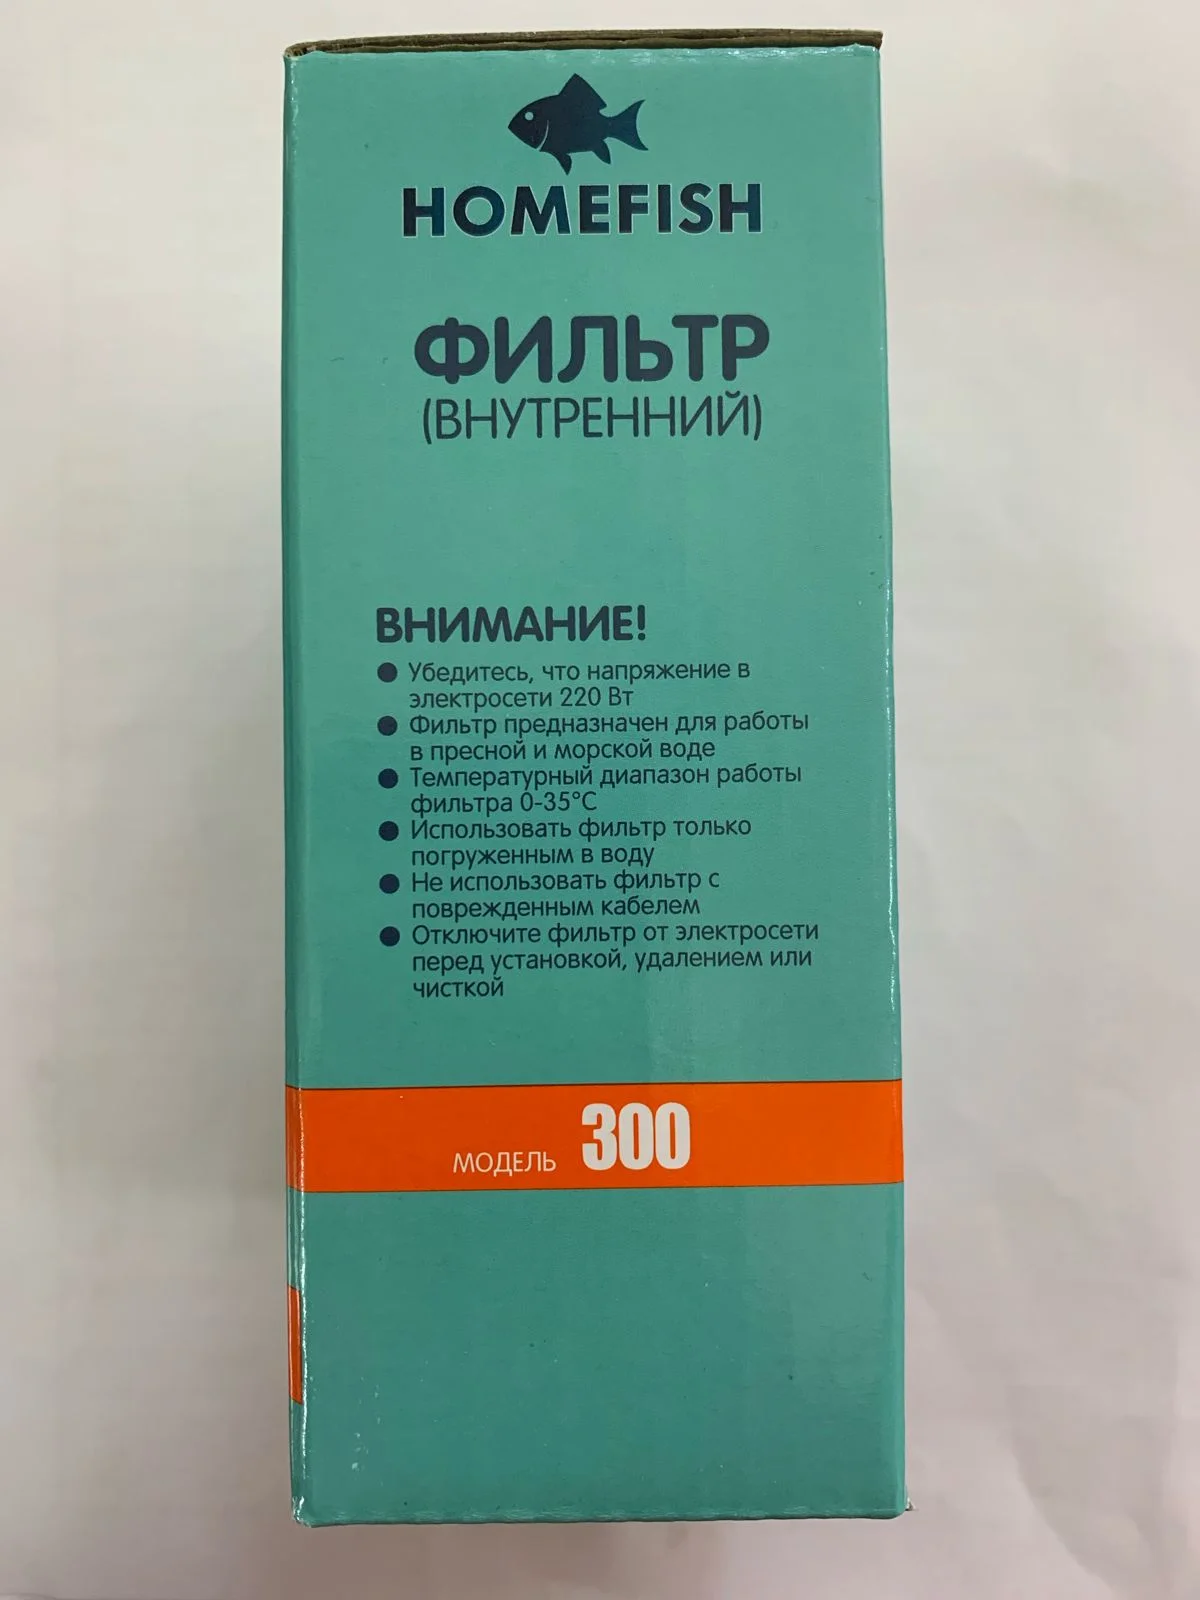 HOMEFISH
ФИЛЬТР
(ВНУТРЕННИЙ)
ВНИМАНИЕ!
● Убедитесь, что напряжение в
электросети 220 Вт
● Фильтр предназначен для работы
в пресной и морской воде
● Температурный диапазон работы
фильтра 0-35°С
● Использовать фильтр только
погруженным в воду
● Не использовать фильтр с
поврежденным кабелем
● Отключите фильтр от электросети
перед установкой, удалением или
чисткой
МОДЕЛЬ 300